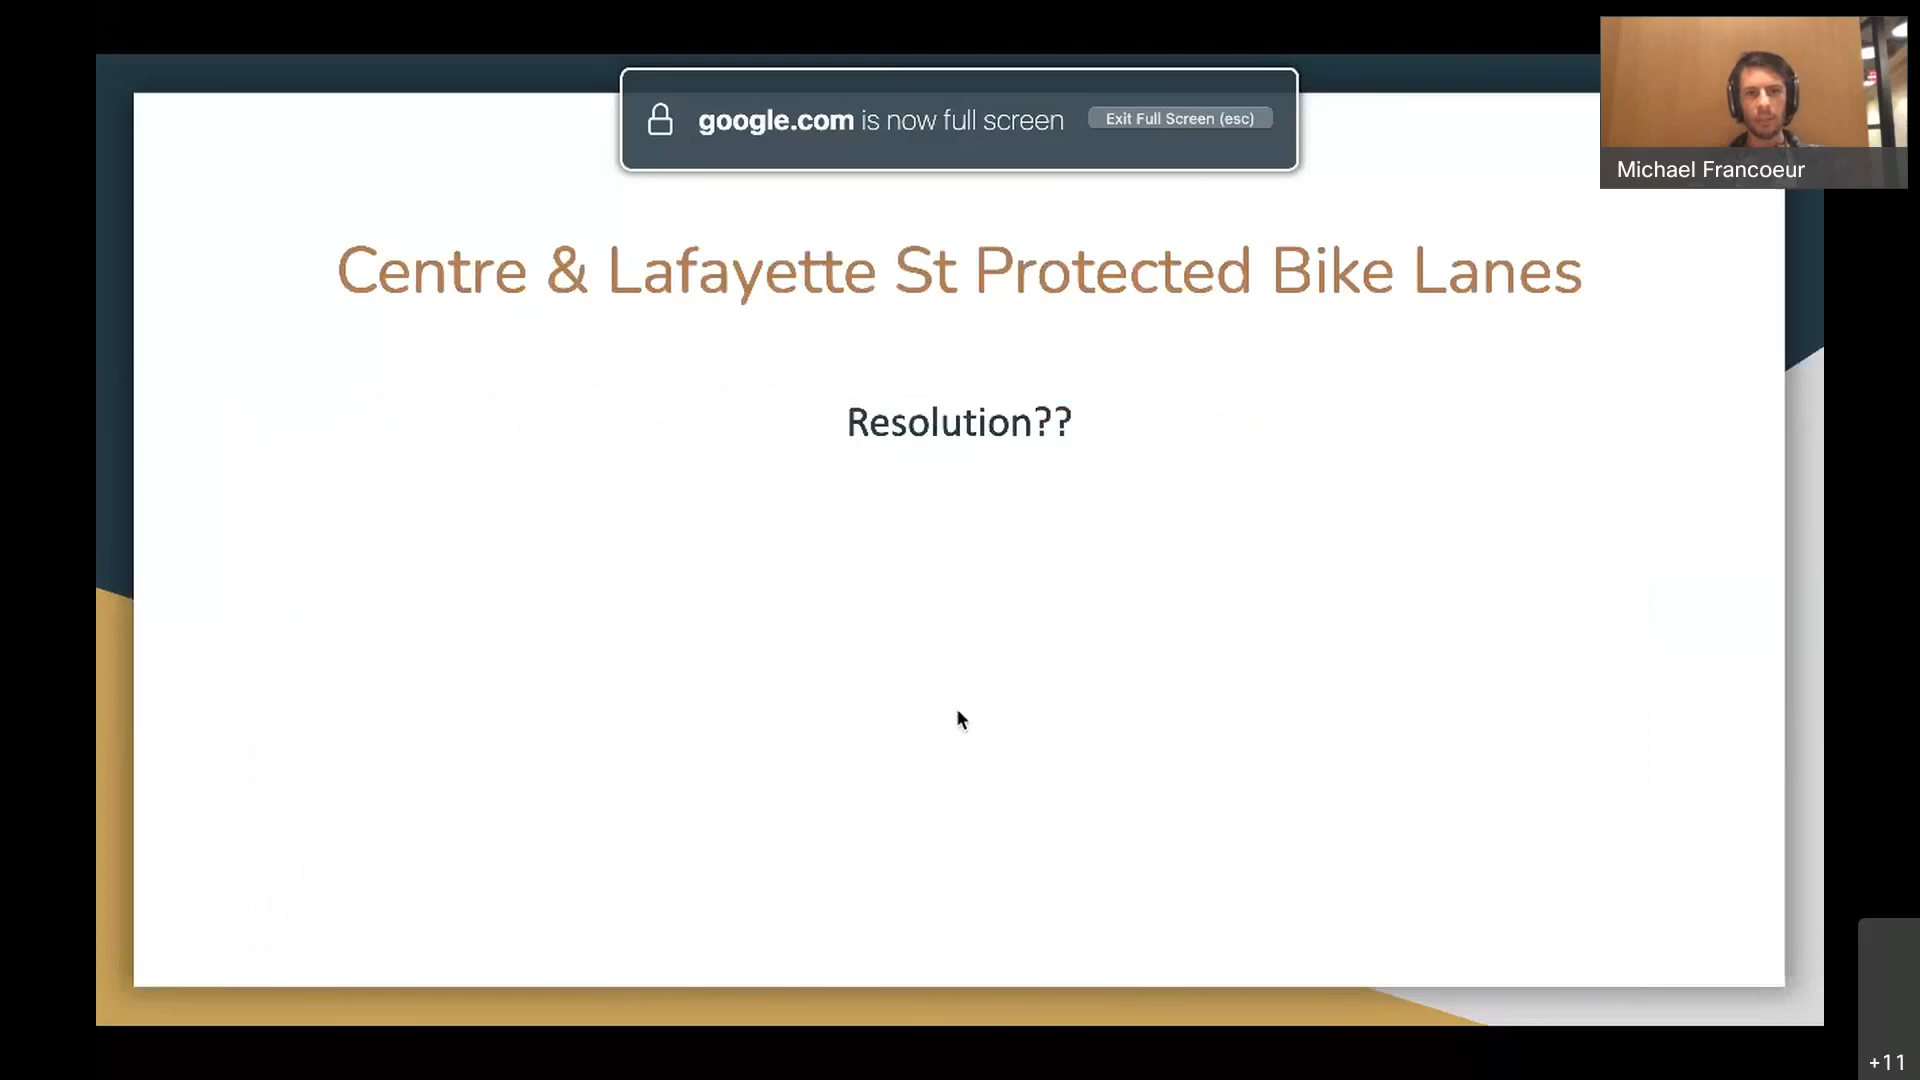 google.com is now full screen
Exit Full Screen (esc)
Michael Francoeur
Centre & Lafayette St Protected Bike Lanes
Resolution??
+11